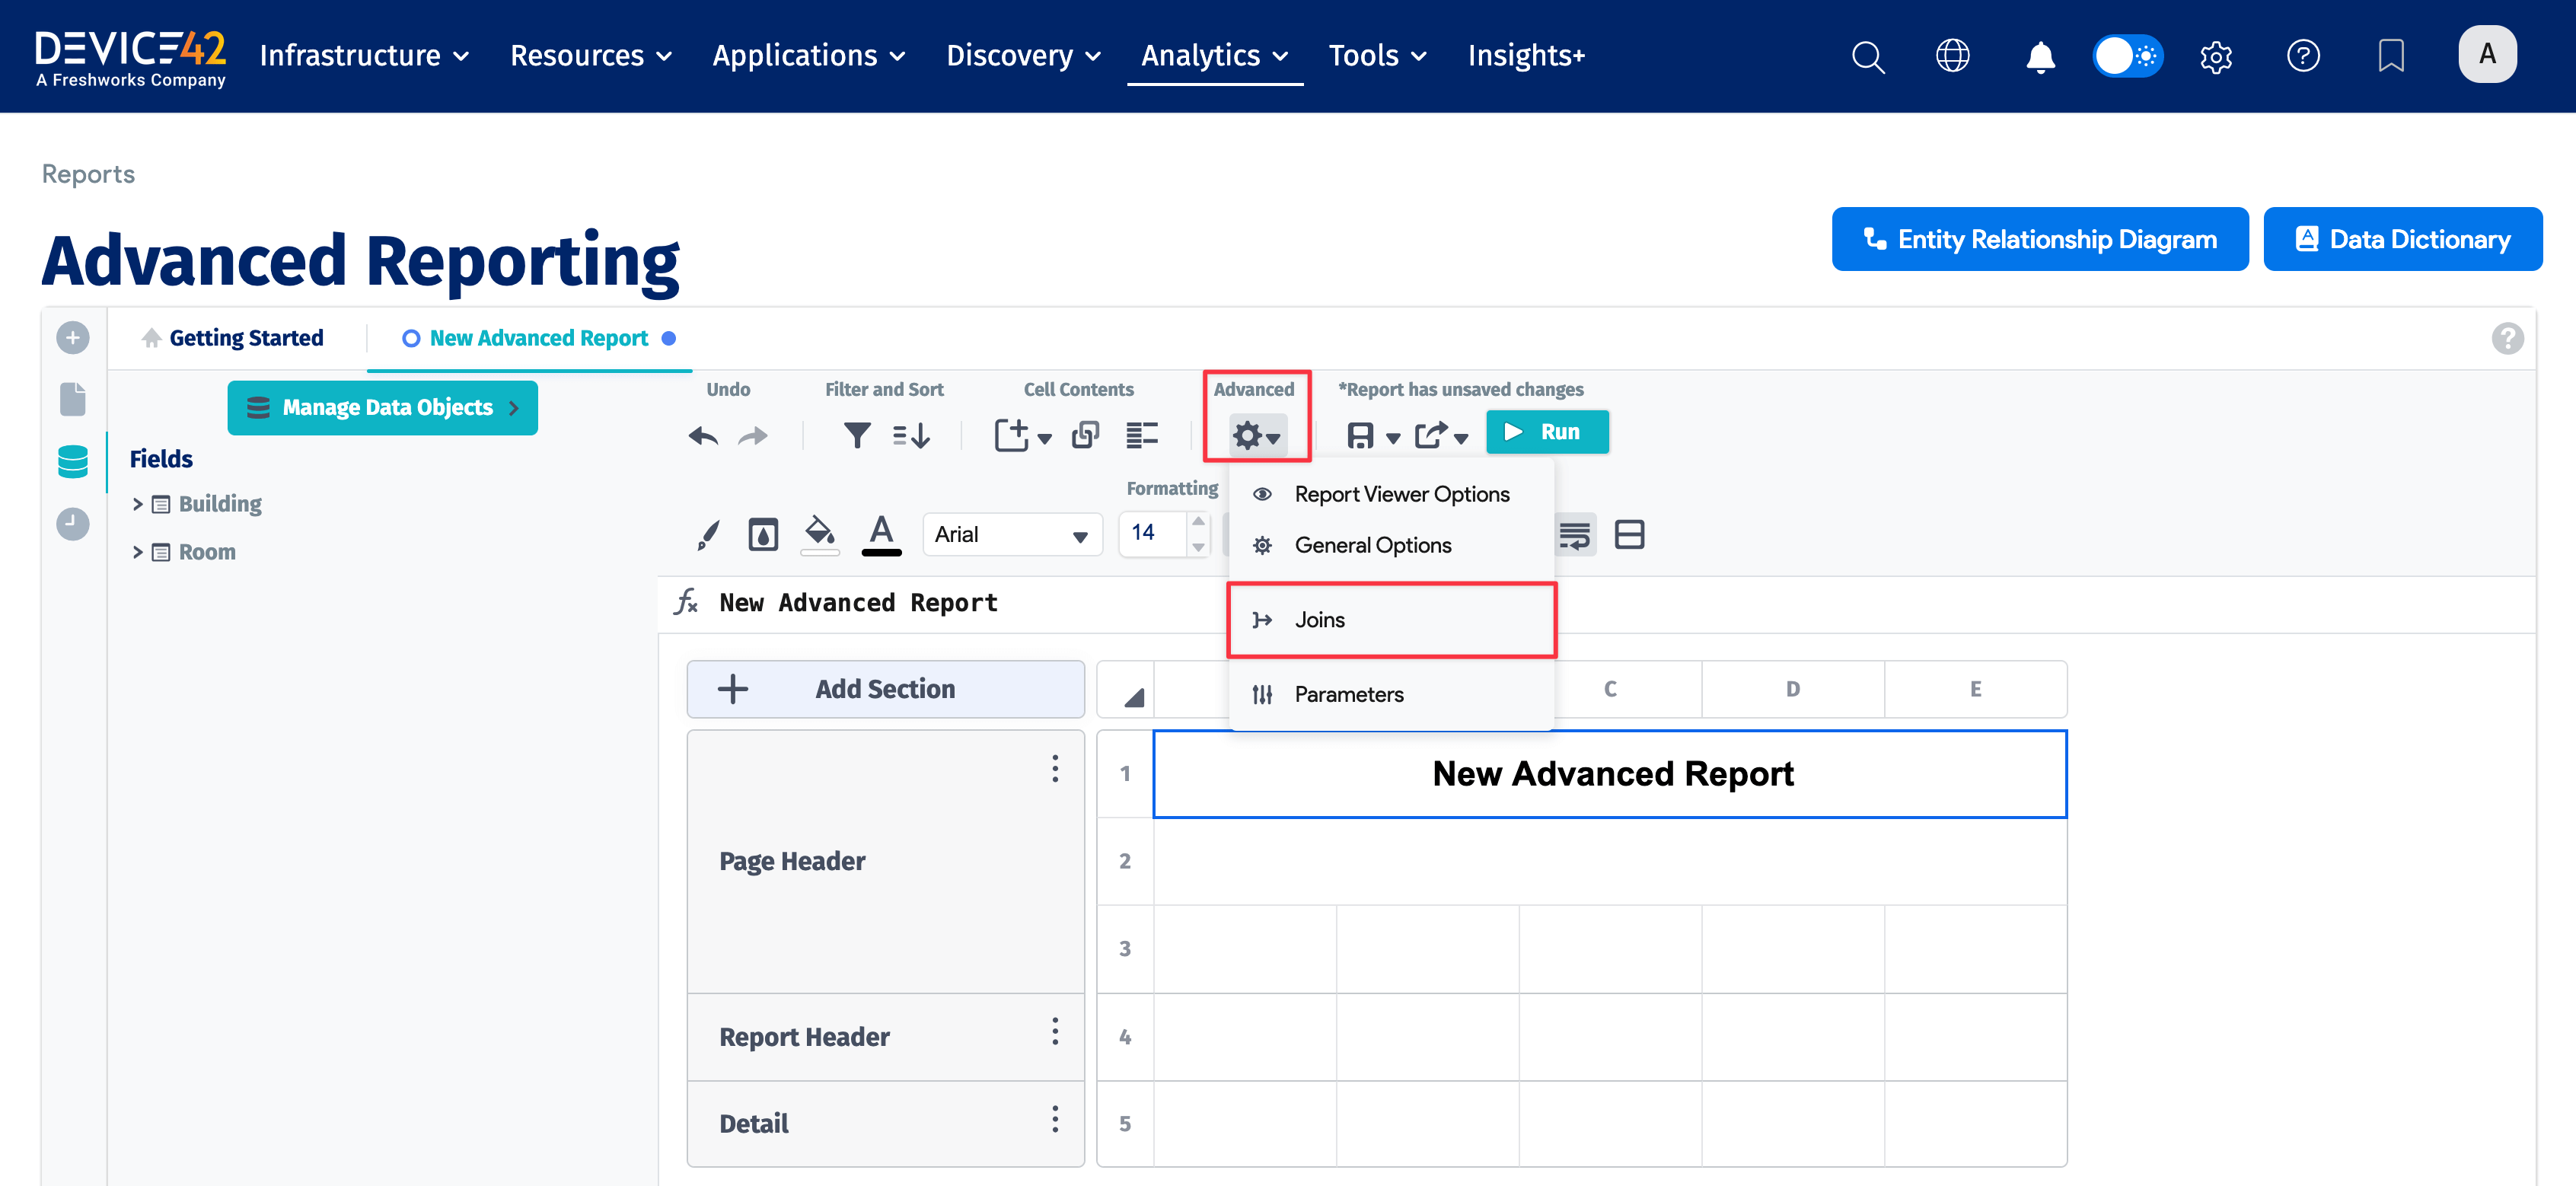 DEVICE42
A Freshworks Company
Infrastructure
Resources
Applications
Discovery
Analytics
Tools
Insights+
A
Reports
Advanced Reporting
Entity Relationship Diagram
Data Dictionary
Getting Started
New Advanced Report
Manage Data Objects
Fields
Building
Room
Undo
Filter and Sort
Cell Contents
Advanced
*Report has unsaved changes
Run
Formatting
Arial
14
Report Viewer Options
General Options
Joins
Parameters
New Advanced Report
Add Section
C
D
E
Page Header
1
New Advanced Report
2
3
Report Header
4
Detail
5